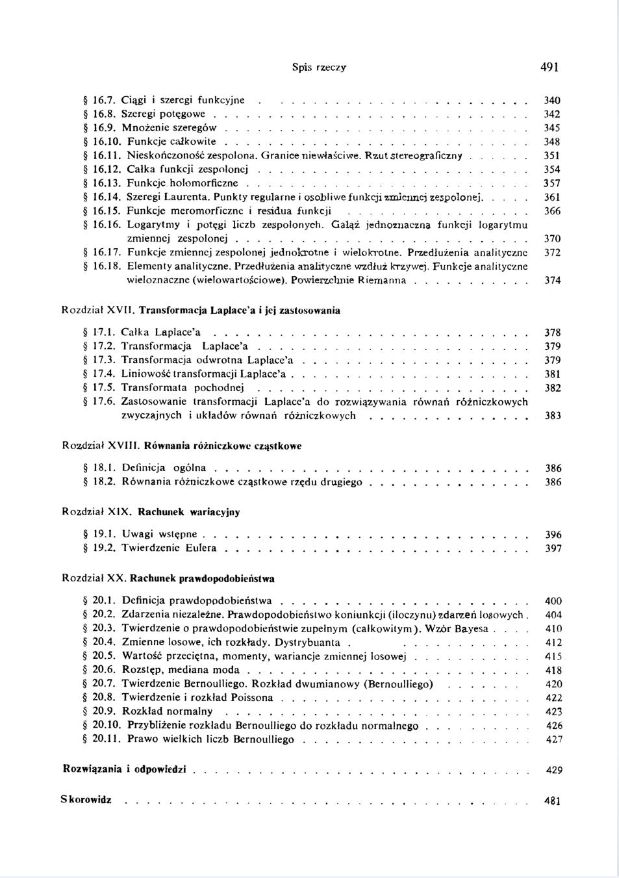 Spis rzeczy 491
§ 16.7. Ciągi i szeregi funkcyjne . . . . . . . . . . . . . . . . . . . . . . . . 340
§ 16.8. Szeregi potęgowe . . . . . . . . . . . . . . . . . . . . . . . . . . . . 342
§ 16.9. Mnożenie szeregów . . . . . . . . . . . . . . . . . . . . . . . . . . . 345
§ 16.10. Funkcje całkowite . . . . . . . . . . . . . . . . . . . . . . . . . . . 348
§ 16.11. Nieskończoność zespolona. Granice niewłaściwe. Rzut stereograficzny . . . . . . 351
§ 16.12. Całka funkcji zespolonej . . . . . . . . . . . . . . . . . . . . . . . . 354
§ 16.13. Funkcje holomorficzne . . . . . . . . . . . . . . . . . . . . . . . . . 357
§ 16.14. Szeregi Laurenta. Punkty regularne i osobliwe funkcji zmiennej zespolonej. . . . . 361
§ 16.15. Funkcje meromorficzne i residua funkcji . . . . . . . . . . . . . . . . . 366
§ 16.16. Logarytmy i potęgi liczb zespolonych. Gałąź jednoznaczna funkcji logarytmu
zmiennej zespolonej . . . . . . . . . . . . . . . . . . . . . . . . . . . 370
§ 16.17. Funkcje zmiennej zespolonej jednokrotne i wielokrotne. Przedłużenia analityczne 372
§ 16.18. Elementy analityczne. Przedłużenia analityczne wzdłuż krzywej. Funkcje analityczne
wieloznaczne (wielowartościowe). Powierzchnie Riemanna . . . . . . . . . . . 374
Rozdział XVII. Transformacja Laplace'a i jej zastosowania
§ 17.1. Całka Laplace'a . . . . . . . . . . . . . . . . . . . . . . . . . . . . 378
§ 17.2. Transformacja Laplace'a . . . . . . . . . . . . . . . . . . . . . . . . 379
§ 17.3. Transformacja odwrotna Laplace'a . . . . . . . . . . . . . . . . . . . . 379
§ 17.4. Liniowość transformacji Laplace'a . . . . . . . . . . . . . . . . . . . . . 381
§ 17.5. Transformata pochodnej . . . . . . . . . . . . . . . . . . . . . . . . 382
§ 17.6. Zastosowanie transformacji Laplace'a do rozwiązywania równań różniczkowych
zwyczajnych i układów równań różniczkowych . . . . . . . . . . . . . . . 383
Rozdział XVIII. Równania różniczkowe cząstkowe
§ 18.1. Definicja ogólna . . . . . . . . . . . . . . . . . . . . . . . . . . . . 386
§ 18.2. Równania różniczkowe cząstkowe rzędu drugiego . . . . . . . . . . . . . . 386
Rozdział XIX. Rachunek wariacyjny
§ 19.1. Uwagi wstępne . . . . . . . . . . . . . . . . . . . . . . . . . . . . . 396
§ 19.2. Twierdzenie Eulera . . . . . . . . . . . . . . . . . . . . . . . . . . . 397
Rozdział XX. Rachunek prawdopodobieństwa
§ 20.1. Definicja prawdopodobieństwa . . . . . . . . . . . . . . . . . . . . . . 400
§ 20.2. Zdarzenia niezależne. Prawdopodobieństwo koniunkcji (iloczynu) zdarzeń losowych . 404
§ 20.3. Twierdzenie o prawdopodobieństwie zupełnym (całkowitym). Wzór Bayesa . . . . 410
§ 20.4. Zmienne losowe, ich rozkłady. Dystrybuanta . . . . . . . . . . . . . 412
§ 20.5. Wartość przeciętna, momenty, wariancje zmiennej losowej . . . . . . . . . . . 415
§ 20.6. Rozstęp, mediana moda . . . . . . . . . . . . . . . . . . . . . . . . . 418
§ 20.7. Twierdzenie Bernoulliego. Rozkład dwumianowy (Bernoulliego) . . . . . . . . 420
§ 20.8. Twierdzenie i rozkład Poissona . . . . . . . . . . . . . . . . . . . . . . 422
§ 20.9. Rozkład normalny . . . . . . . . . . . . . . . . . . . . . . . . . . . 423
§ 20.10. Przybliżenie rozkładu Bernoulliego do rozkładu normalnego . . . . . . . . . . 426
§ 20.11. Prawo wielkich liczb Bernoulliego . . . . . . . . . . . . . . . . . . . . . 427
Rozwiązania i odpowiedzi . . . . . . . . . . . . . . . . . . . . . . . . . . . . . . 429
Skorowidz . . . . . . . . . . . . . . . . . . . . . . . . . . . . . . . . . . . . . 481